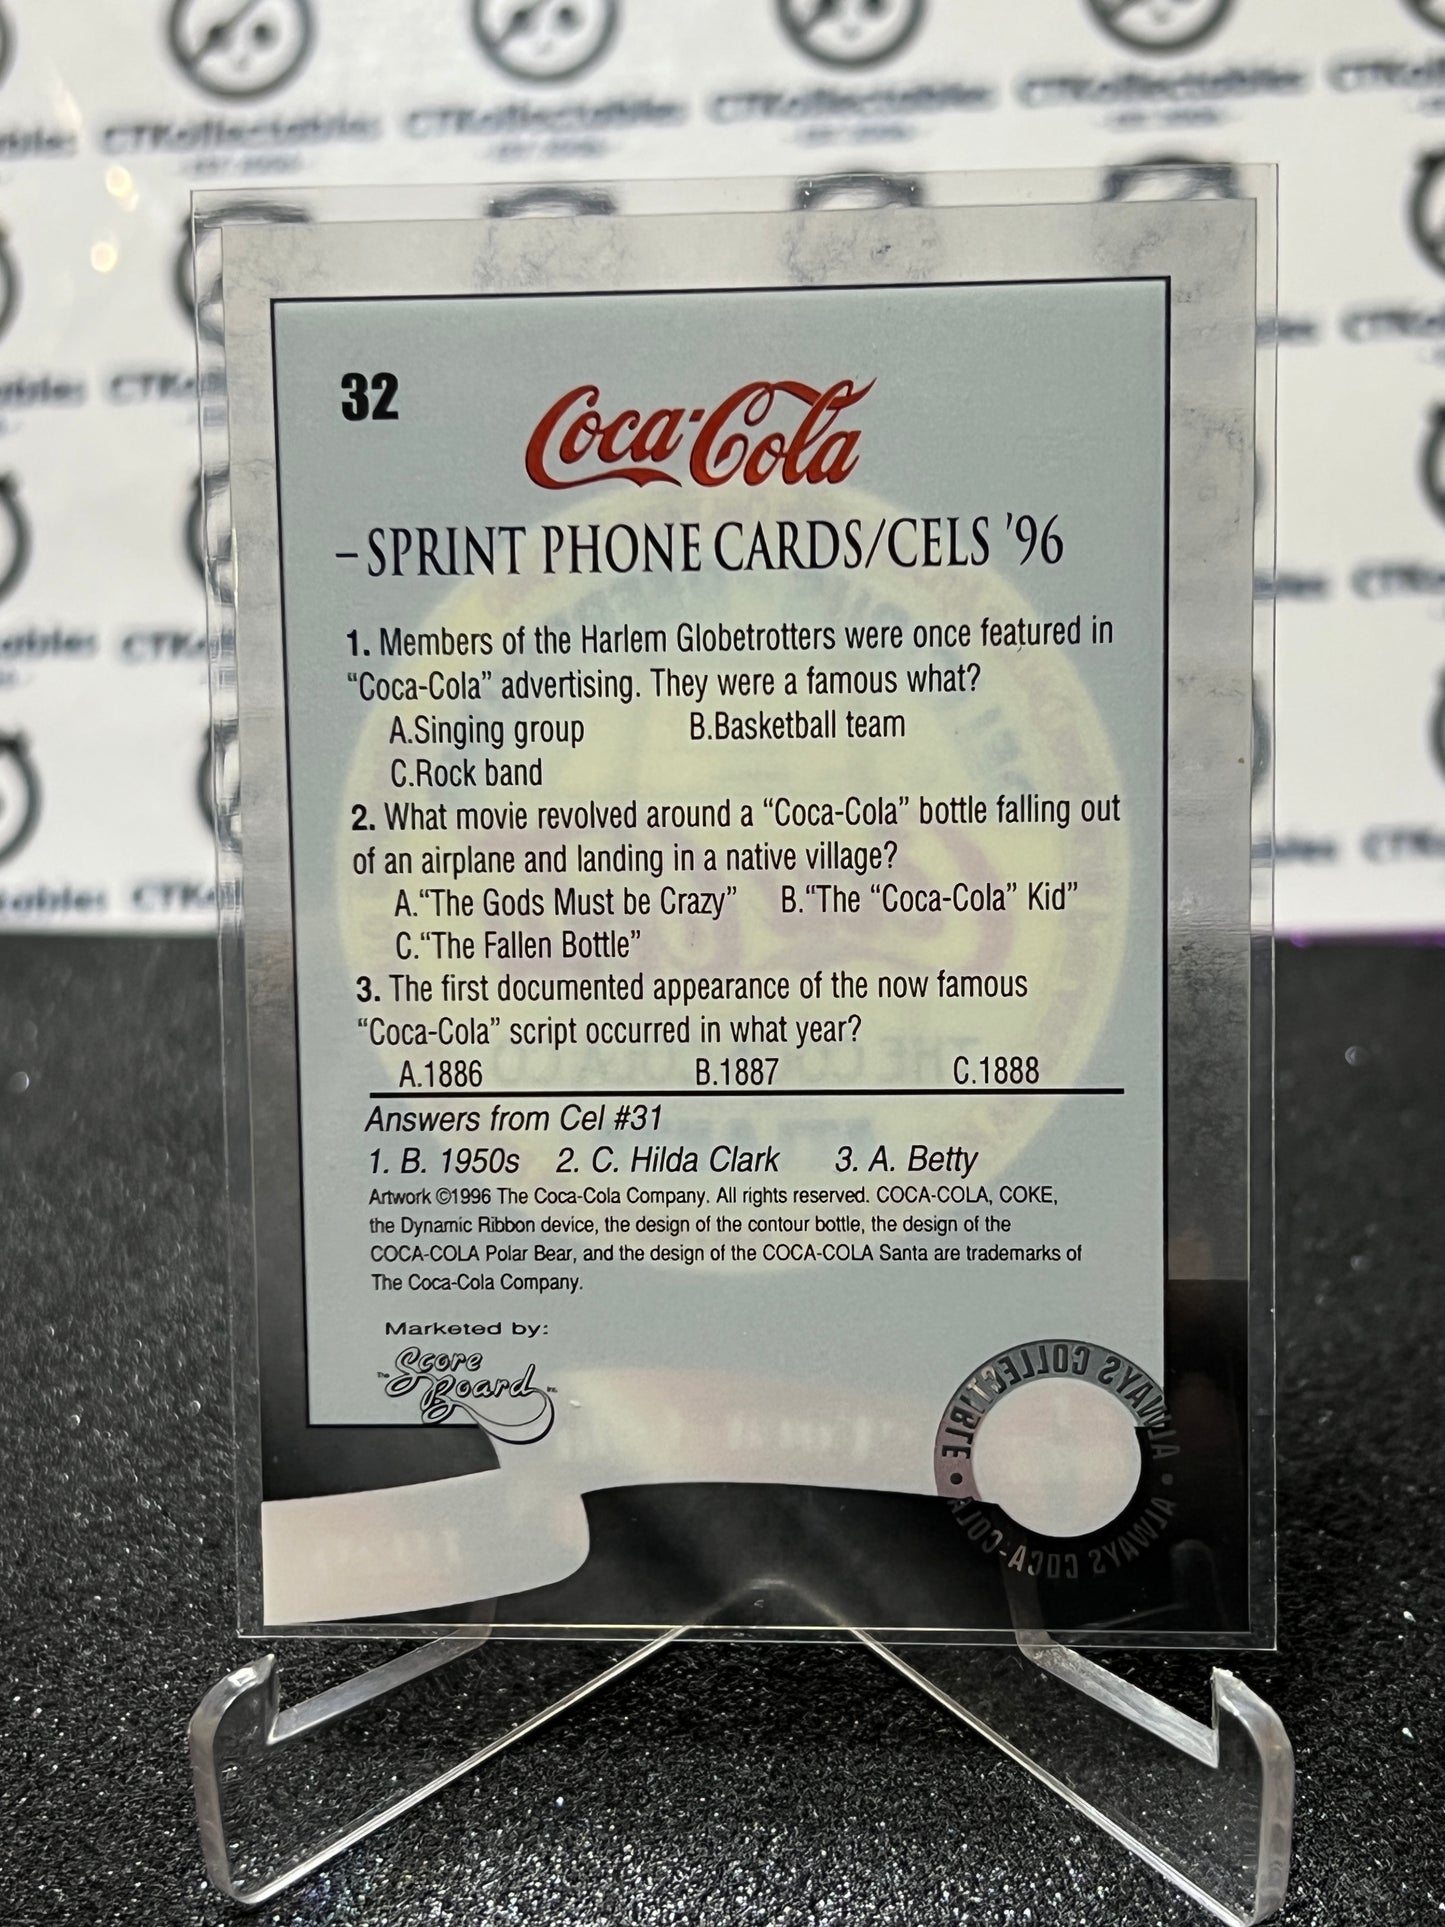 CTKollectables CTKollectables CTKollectables CTKollectables
32
Coca-Cola
–SPRINT PHONE CARDS/CELS '96
1. Members of the Harlem Globetrotters were once featured in
"Coca-Cola" advertising. They were a famous what?
A.Singing group B.Basketball team
C.Rock band
2. What movie revolved around a "Coca-Cola" bottle falling out
of an airplane and landing in a native village?
A."The Gods Must be Crazy" B."The "Coca-Cola" Kid"
C."The Fallen Bottle"
3. The first documented appearance of the now famous
"Coca-Cola" script occurred in what year?
A.1886 B.1887 C.1888
Answers from Cel #31
1. B. 1950s 2. C. Hilda Clark 3. A. Betty
Artwork ©1996 The Coca-Cola Company. All rights reserved. COCA-COLA, COKE,
the Dynamic Ribbon device, the design of the contour bottle, the design of the
COCA-COLA Polar Bear, and the design of the COCA-COLA Santa are trademarks of
The Coca-Cola Company.
Marketed by:
The Score
Board Inc.
ALWAYS COLLECTIBLE •
ALWAYS COCA-COLA •